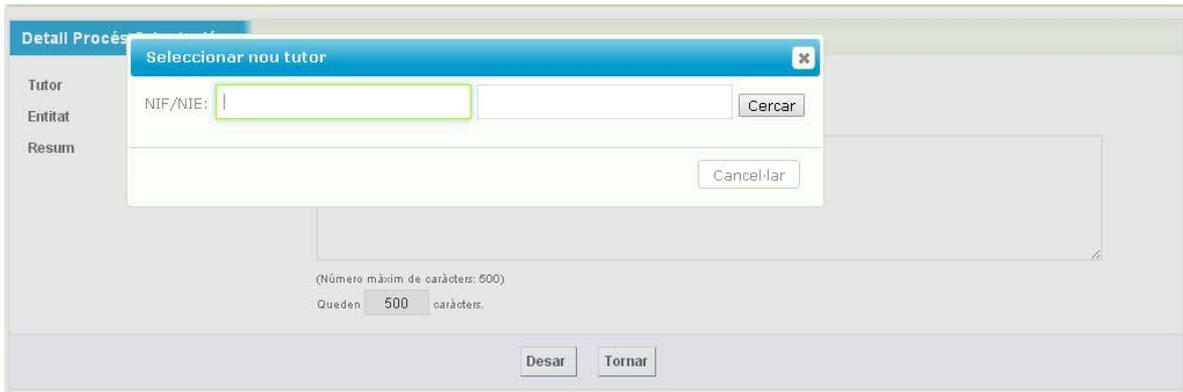 Detall Procés
Seleccionar nou tutor
Tutor
NIF/NIE:
Cercar
Entitat
Resum
Cancel·lar
(Número màxim de caràcters: 500)
Queden 500 caràcters.
Desar Tornar